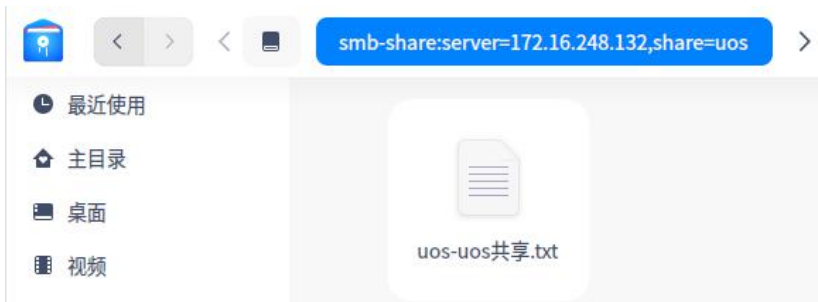 smb-share:server=172.16.248.132,share=uos
最近使用
主目录
桌面
视频
uos-uos共享.txt